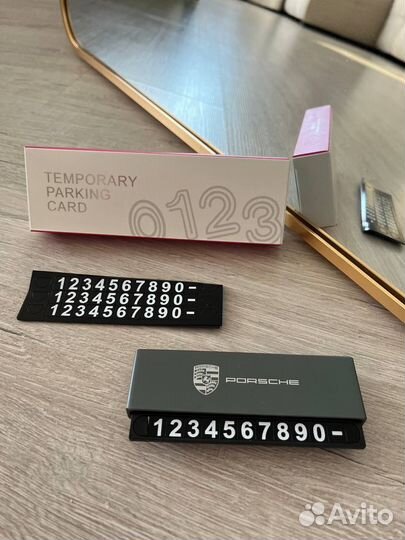 TEMPORARY
PARKING
CARD
0123
1234567890-
1234567890-
1234567890-
PORSCHE
1234567890-
Avito